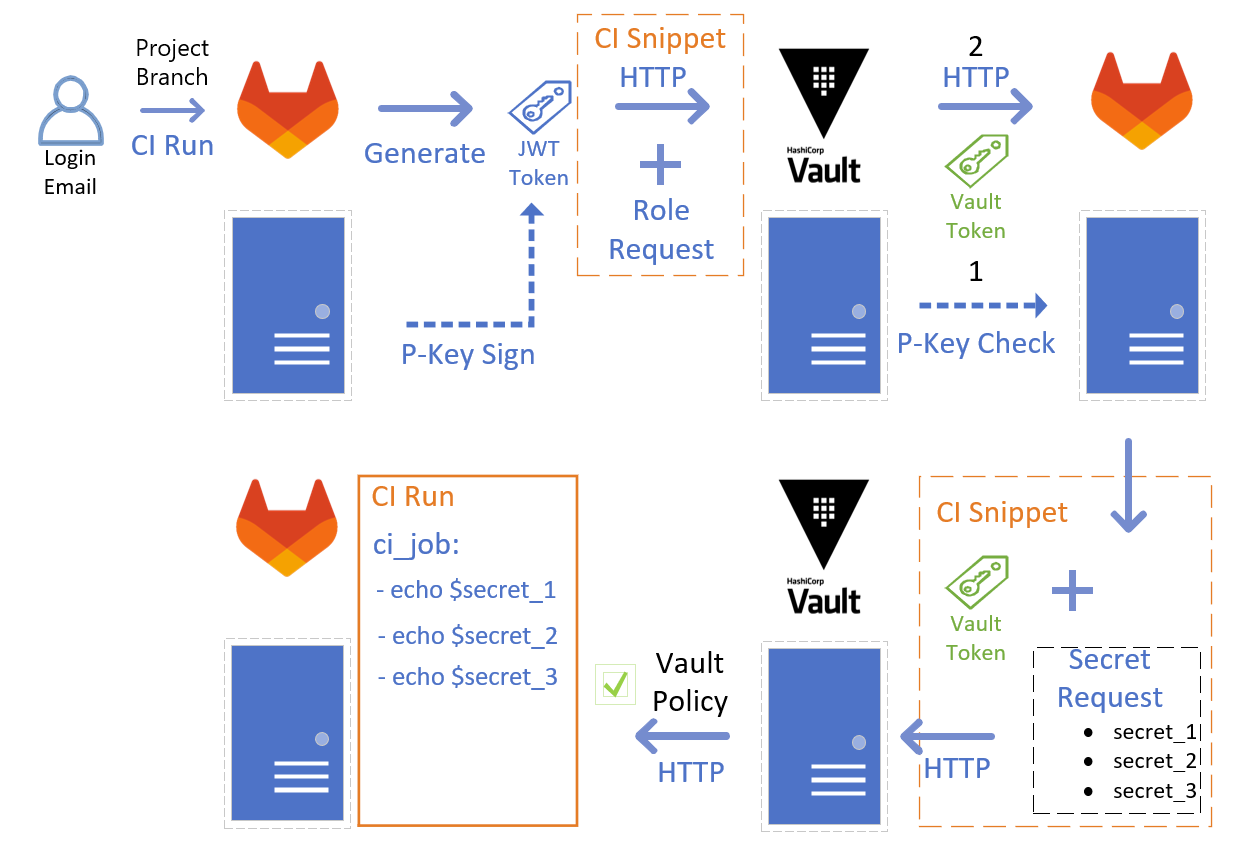 Project
Branch
CI Run
Login
Email
Generate
JWT
Token
P-Key Sign
CI Snippet
HTTP
Role
Request
HashiCorp
Vault
2
HTTP
Vault
Token
1
P-Key Check
CI Snippet
Vault
Token
Secret
Request
• secret_1
• secret_2
• secret_3
HTTP
HashiCorp
Vault
Vault
Policy
HTTP
CI Run
ci_job:
- echo $secret_1
- echo $secret_2
- echo $secret_3